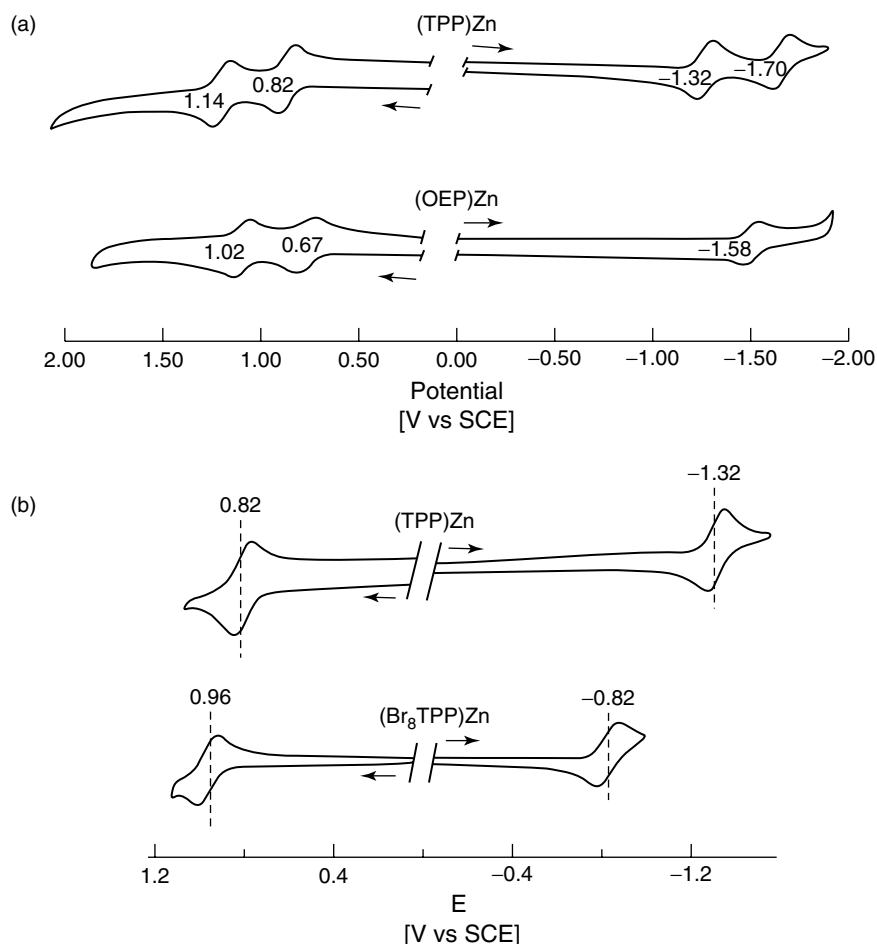 (a)
(TPP)Zn
1.14
0.82
−1.32
−1.70
(OEP)Zn
1.02
0.67
−1.58
2.00 1.50 1.00 0.50 0.00 −0.50 −1.00 −1.50 −2.00
Potential
[V vs SCE]
(b)
−1.32
0.82
(TPP)Zn
0.96
−0.82
(Br₈TPP)Zn
1.2 0.4 −0.4 −1.2
E
[V vs SCE]